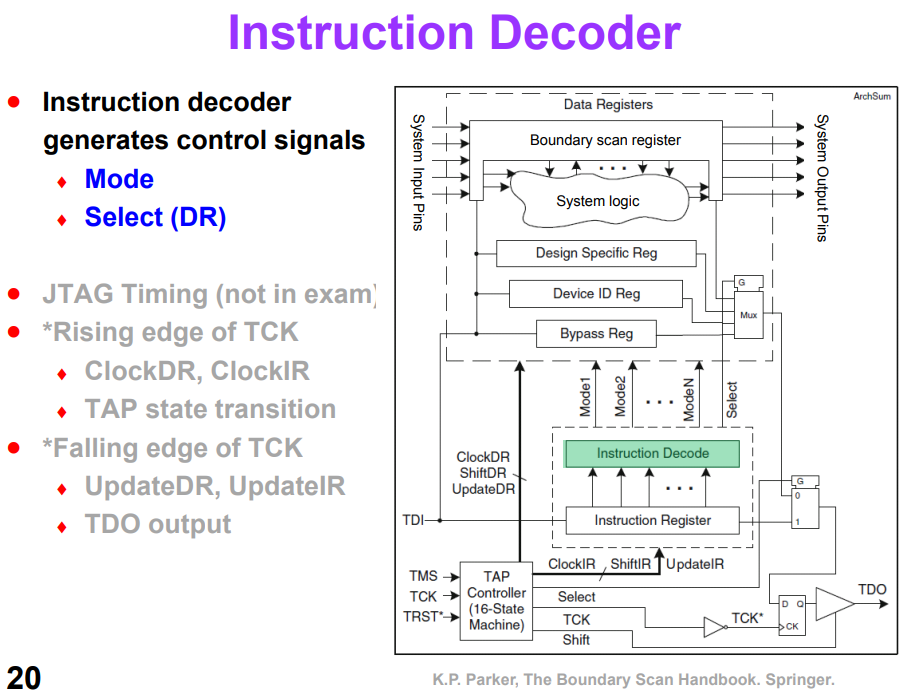 Instruction Decoder
● Instruction decoder
generates control signals
♦ Mode
♦ Select (DR)
● JTAG Timing (not in exam)
● *Rising edge of TCK
♦ ClockDR, ClockIR
♦ TAP state transition
● *Falling edge of TCK
♦ UpdateDR, UpdateIR
♦ TDO output
ArchSum
Data Registers
System Input Pins
Boundary scan register
System Output Pins
. . .
System logic
Design Specific Reg
G
Device ID Reg
Mux
Bypass Reg
Mode1
Mode2
. . .
ModeN
Select
Instruction Decode
ClockDR
ShiftDR
UpdateDR
. . .
G
0
TDI
Instruction Register
1
ClockIR
ShiftIR
UpdateIR
TMS
TCK
TRST*
TAP
Controller
(16-State
Machine)
Select
TCK
Shift
TCK*
D Q
CK
TDO
20
K.P. Parker, The Boundary Scan Handbook. Springer.